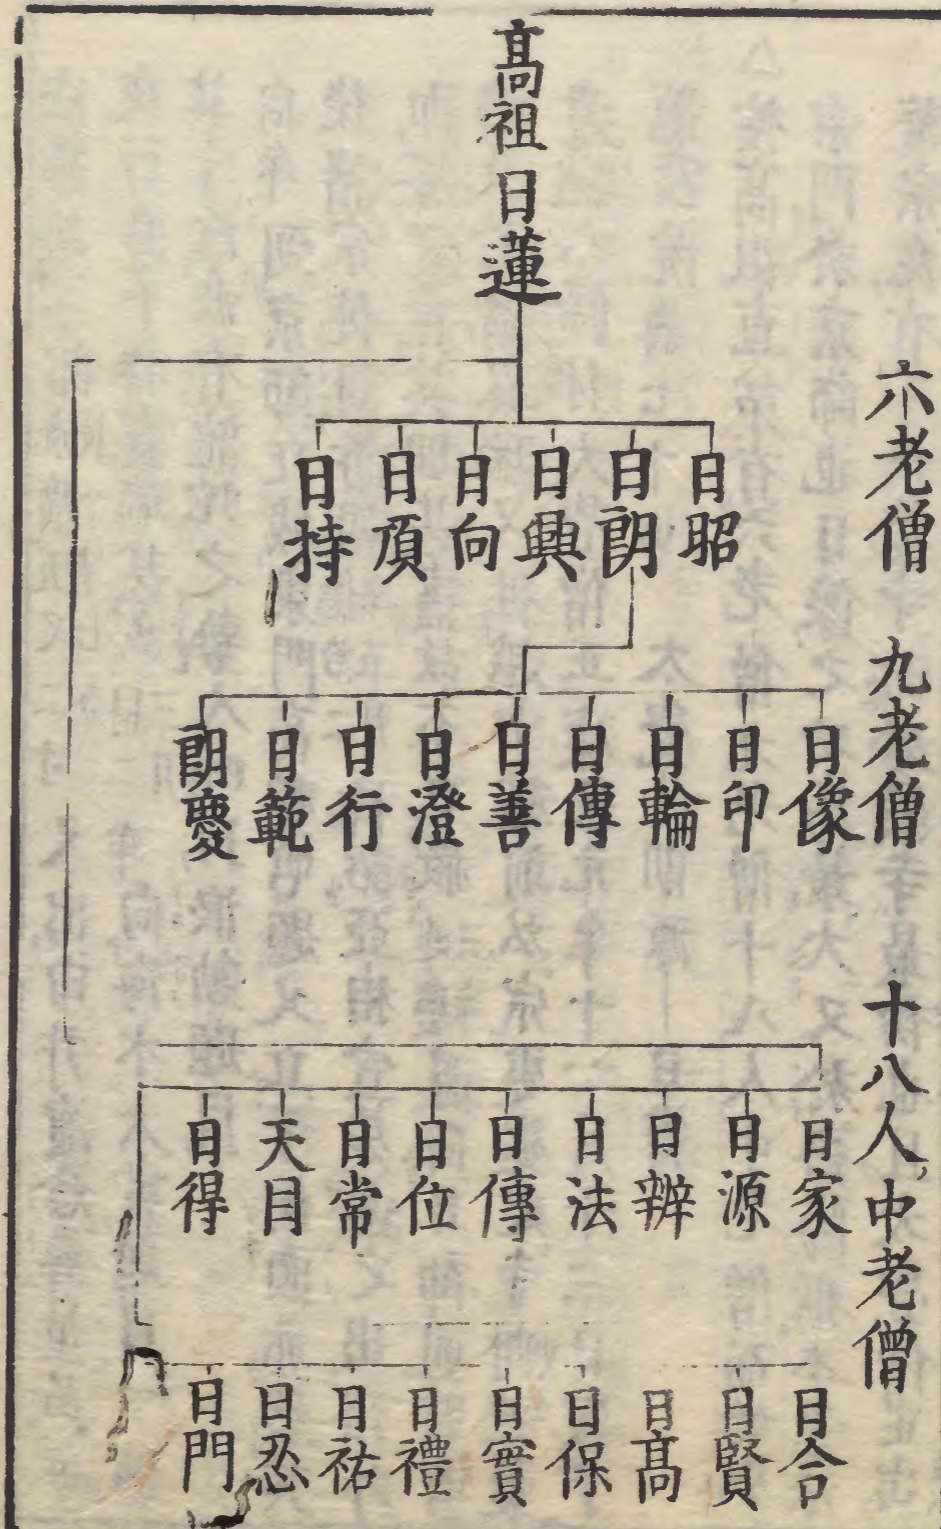 六老僧　九老僧　十八人中老僧
高祖日蓮
日昭
日朗
日興
日向
日頂
日持
日像
日印
日輪
日傳
日善
日澄
日行
日範
朗慶
日家
日源
日辨
日法
日傳
日位
日常
天目
日得
日合
日賢
日高
日保
日實
日禮
日祐
日忍
日門